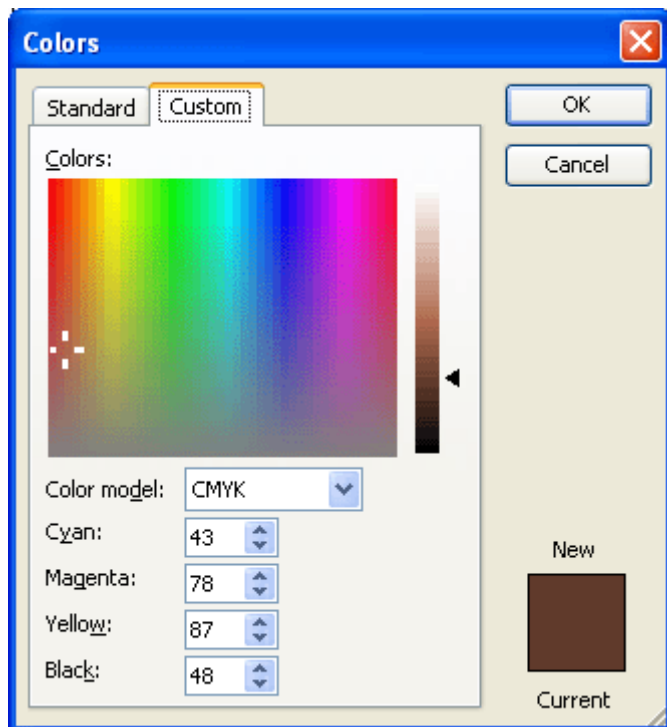 Colors
Standard Custom
OK
Cancel
Colors:
Color model: CMYK
Cyan: 43
Magenta: 78
Yellow: 87
Black: 48
New
Current